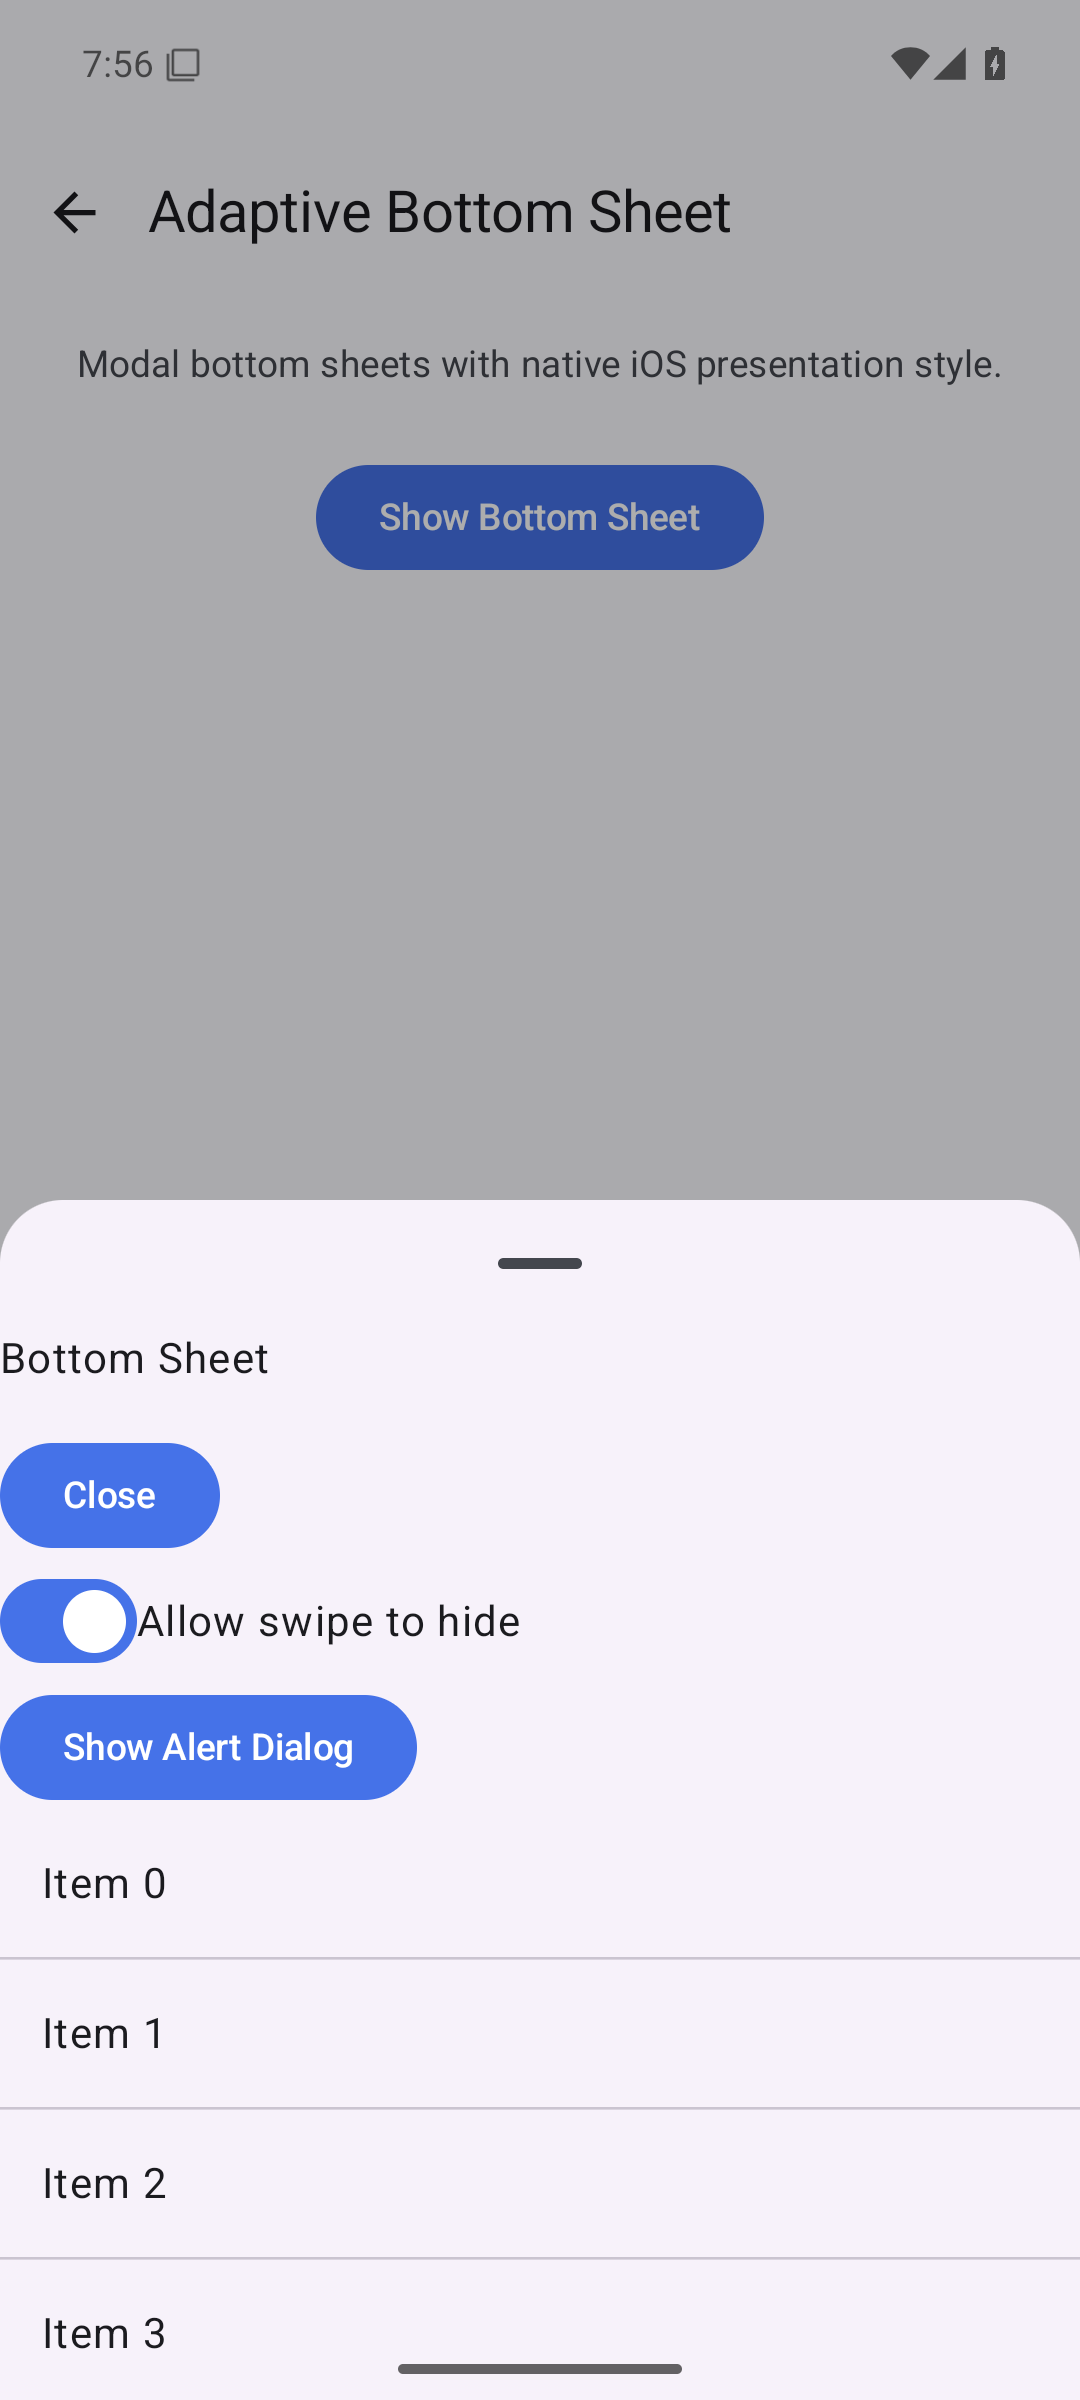 7:56
Adaptive Bottom Sheet
Modal bottom sheets with native iOS presentation style.
Show Bottom Sheet
Bottom Sheet
Close
Allow swipe to hide
Show Alert Dialog
Item 0
Item 1
Item 2
Item 3